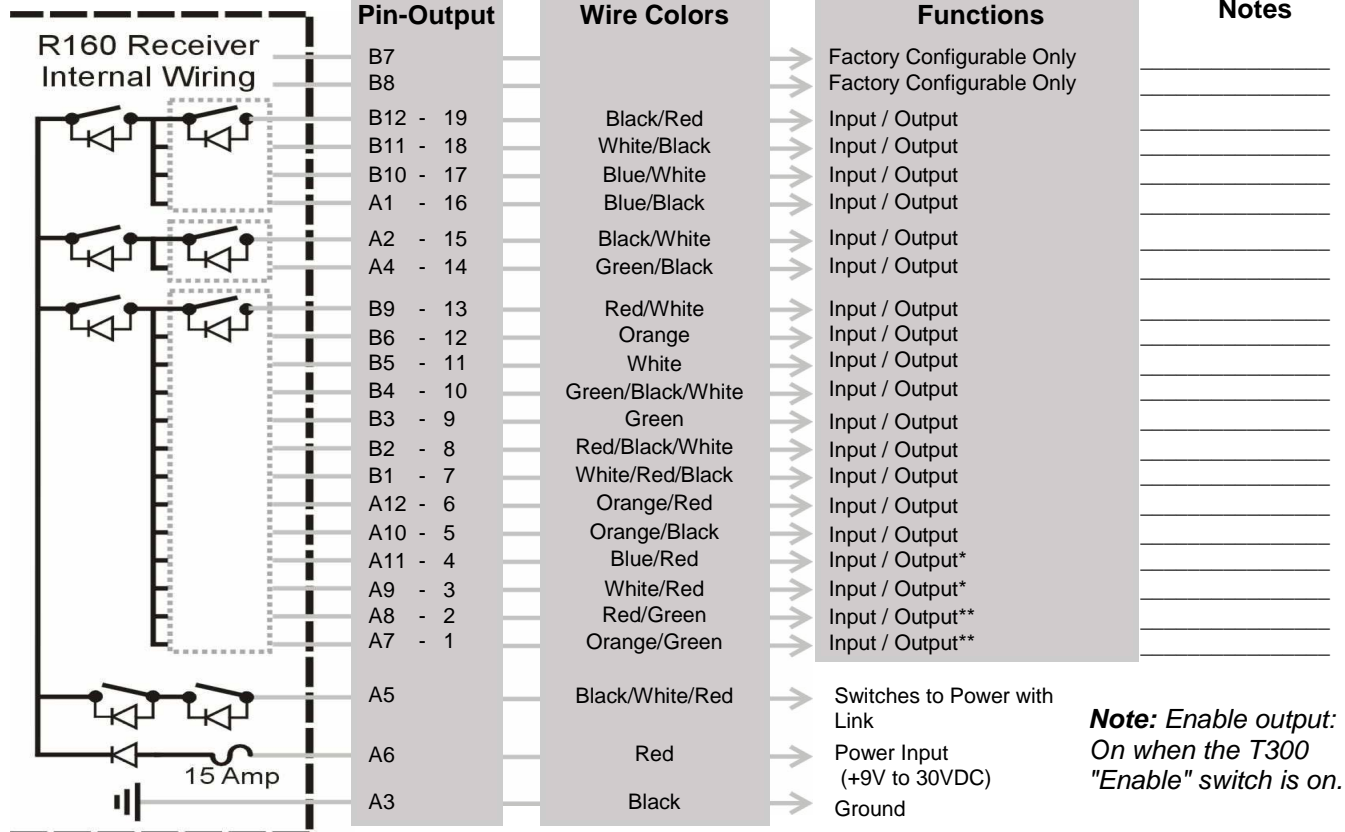 Pin-Output Wire Colors Functions Notes
R160 Receiver
Internal Wiring
B7 Factory Configurable Only
B8 Factory Configurable Only
B12 - 19 Black/Red Input / Output
B11 - 18 White/Black Input / Output
B10 - 17 Blue/White Input / Output
A1 - 16 Blue/Black Input / Output
A2 - 15 Black/White Input / Output
A4 - 14 Green/Black Input / Output
B9 - 13 Red/White Input / Output
B6 - 12 Orange Input / Output
B5 - 11 White Input / Output
B4 - 10 Green/Black/White Input / Output
B3 - 9 Green Input / Output
B2 - 8 Red/Black/White Input / Output
B1 - 7 White/Red/Black Input / Output
A12 - 6 Orange/Red Input / Output
A10 - 5 Orange/Black Input / Output
A11 - 4 Blue/Red Input / Output*
A9 - 3 White/Red Input / Output*
A8 - 2 Red/Green Input / Output**
A7 - 1 Orange/Green Input / Output**
A5 Black/White/Red Switches to Power with
Link
15 Amp
A6 Red Power Input
(+9V to 30VDC)
A3 Black Ground
Note: Enable output:
On when the T300
"Enable" switch is on.